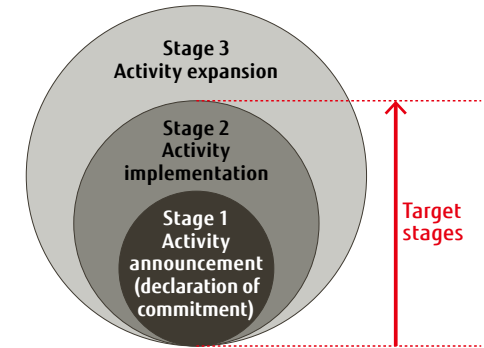 Stage 3
Activity expansion
Stage 2
Activity
implementation
Stage 1
Activity
announcement
(declaration of
commitment)
Target
stages